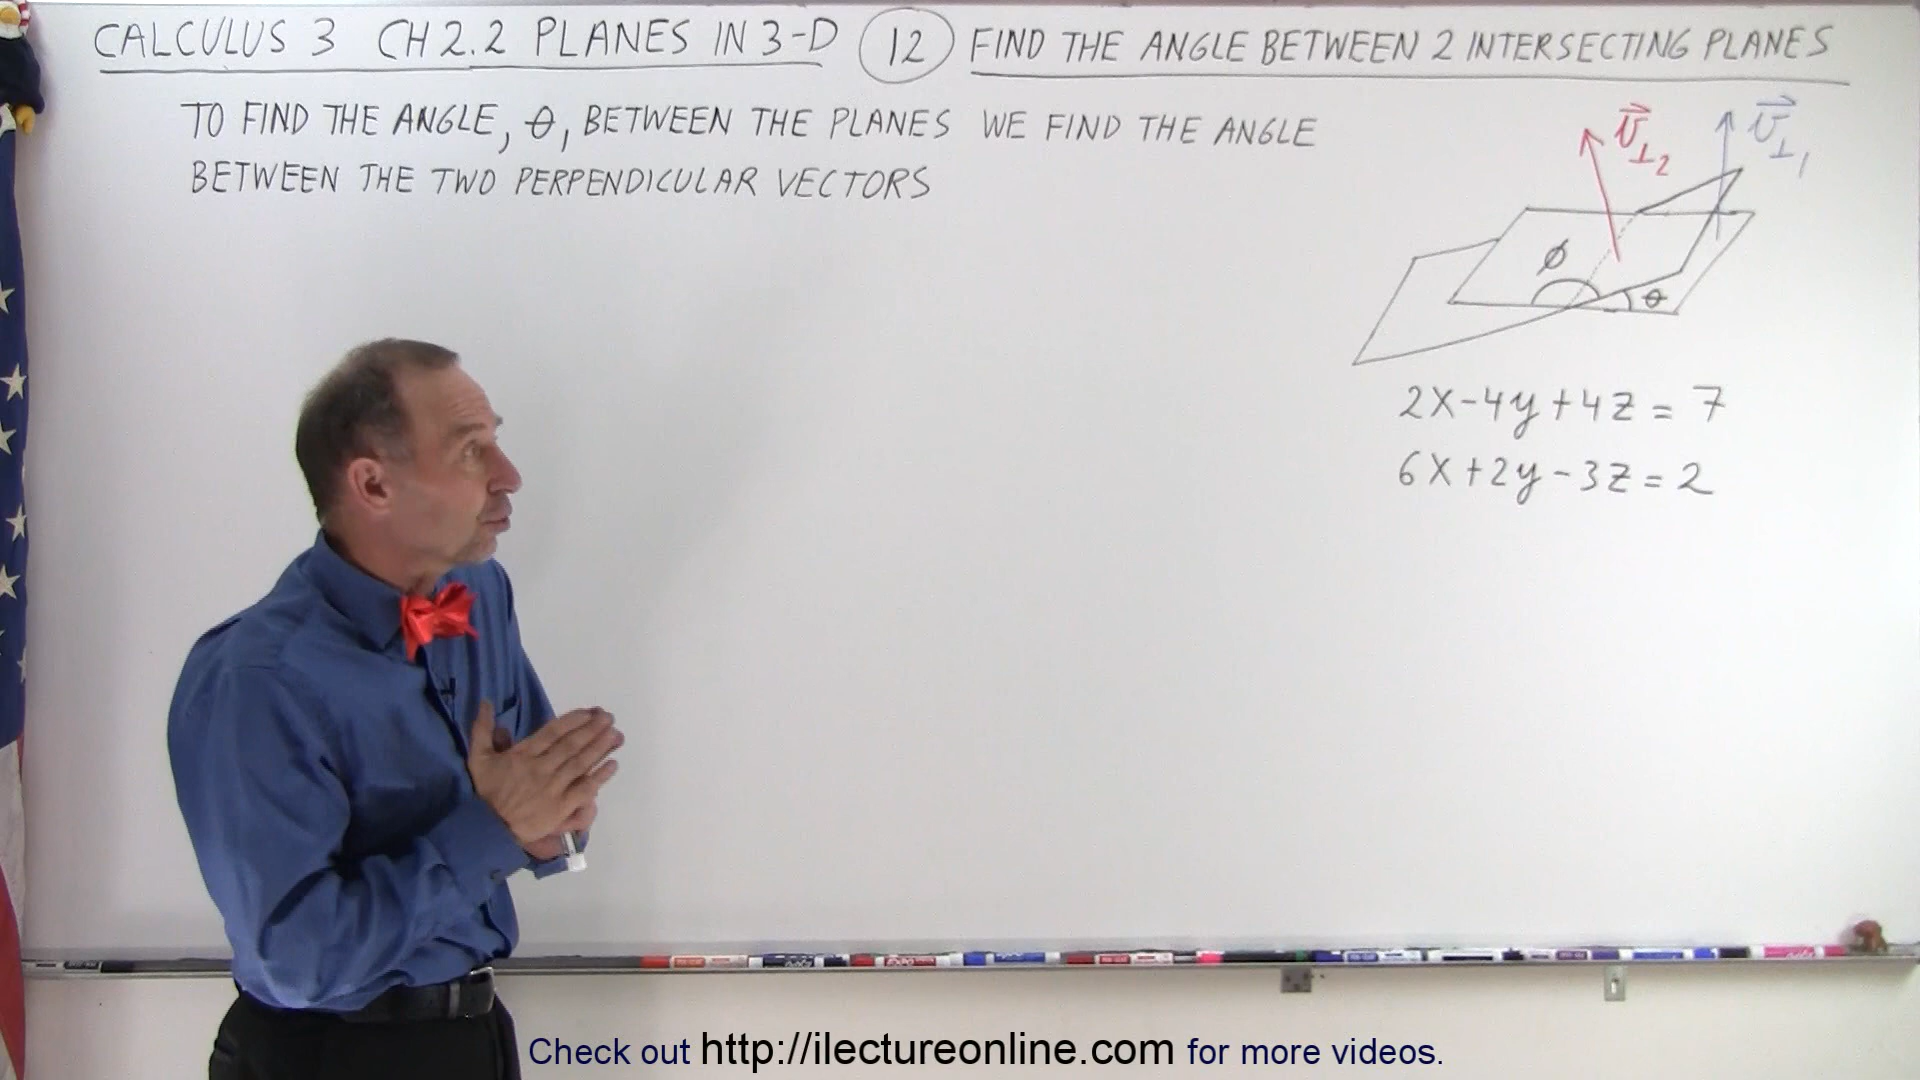 CALCULUS 3 CH 2.2 PLANES IN 3-D 12 FIND THE ANGLE BETWEEN 2 INTERSECTING PLANES
TO FIND THE ANGLE, θ, BETWEEN THE PLANES WE FIND THE ANGLE
BETWEEN THE TWO PERPENDICULAR VECTORS
v⃗⊥2 v⃗⊥1
ϕ
θ
2X-4y+4Z=7
6X+2y-3Z=2
Check out http://ilectureonline.com for more videos.